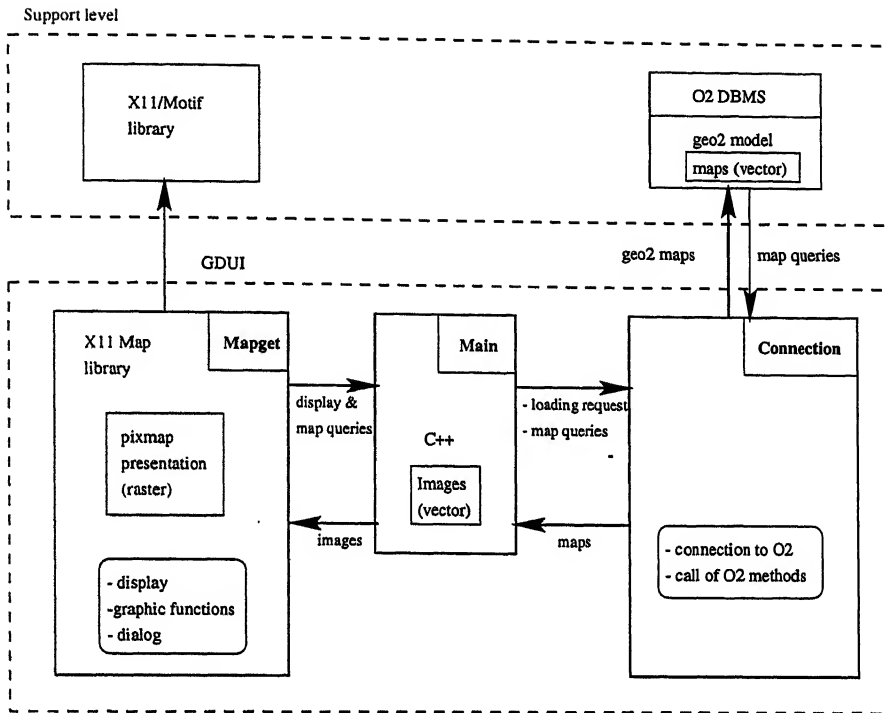 Support level
X11/Motif
library
O2 DBMS
geo2 model
maps (vector)
GDUI
geo2 maps
map queries
X11 Map
library
Mapget
pixmap
presentation
(raster)
- display
-graphic functions
- dialog
display &
map queries
images
Main
C++
Images
(vector)
- loading request
- map queries
-
maps
Connection
- connection to O2
- call of O2 methods